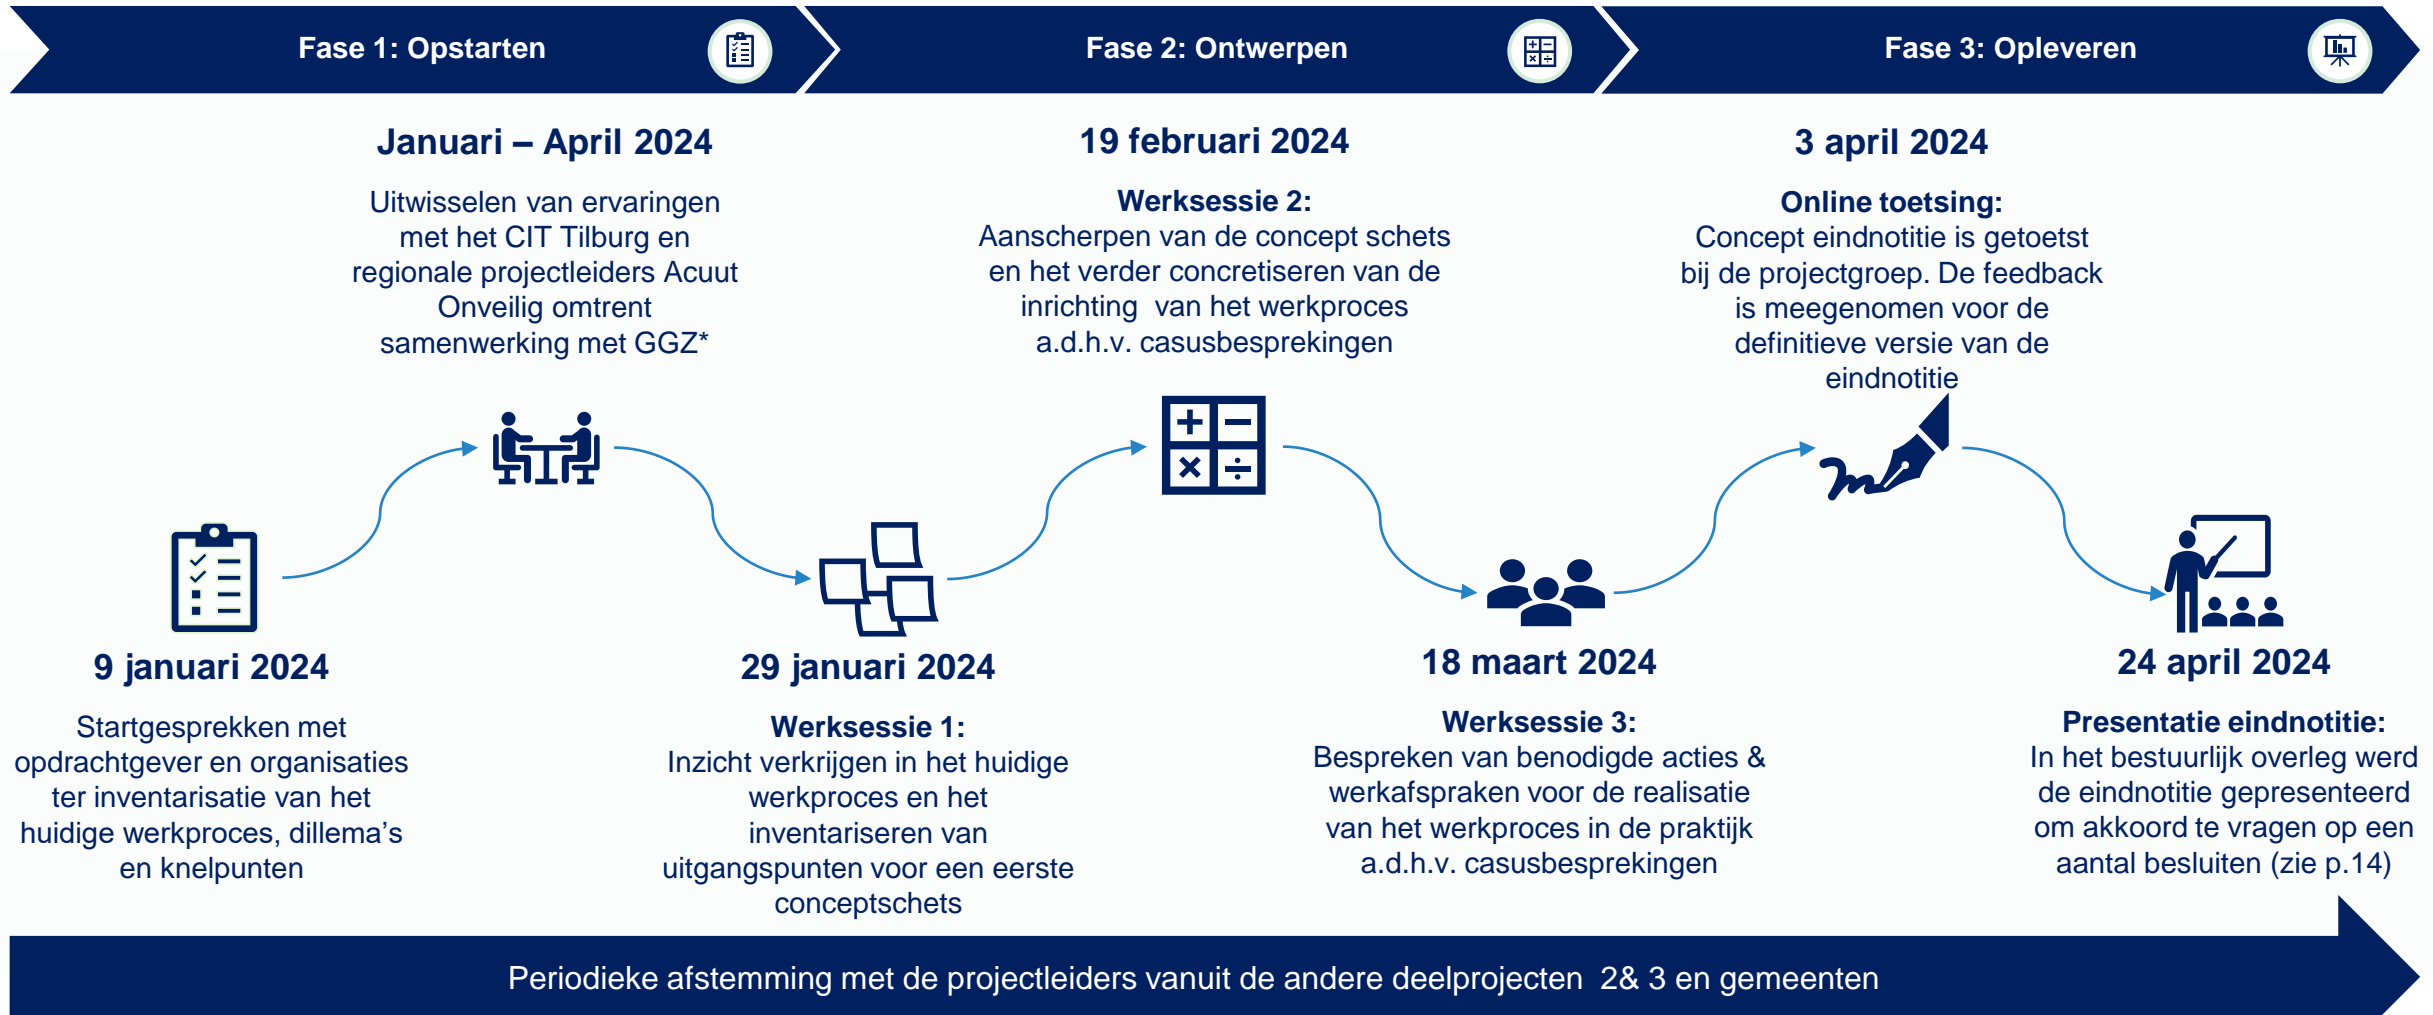 Fase 1: Opstarten
Fase 2: Ontwerpen
Fase 3: Opleveren
Januari – April 2024
Uitwisselen van ervaringen
met het CIT Tilburg en
regionale projectleiders Acuut
Onveilig omtrent
samenwerking met GGZ*
19 februari 2024
Werksessie 2:
Aanscherpen van de concept schets
en het verder concretiseren van de
inrichting van het werkproces
a.d.h.v. casusbesprekingen
3 april 2024
Online toetsing:
Concept eindnotitie is getoetst
bij de projectgroep. De feedback
is meegenomen voor de
definitieve versie van de
eindnotitie
9 januari 2024
Startgesprekken met
opdrachtgever en organisaties
ter inventarisatie van het
huidige werkproces, dillema’s
en knelpunten
29 januari 2024
Werksessie 1:
Inzicht verkrijgen in het huidige
werkproces en het
inventariseren van
uitgangspunten voor een eerste
conceptschets
18 maart 2024
Werksessie 3:
Bespreken van benodigde acties &
werkafspraken voor de realisatie
van het werkproces in de praktijk
a.d.h.v. casusbesprekingen
24 april 2024
Presentatie eindnotitie:
In het bestuurlijk overleg werd
de eindnotitie gepresenteerd
om akkoord te vragen op een
aantal besluiten (zie p.14)
Periodieke afstemming met de projectleiders vanuit de andere deelprojecten 2& 3 en gemeenten